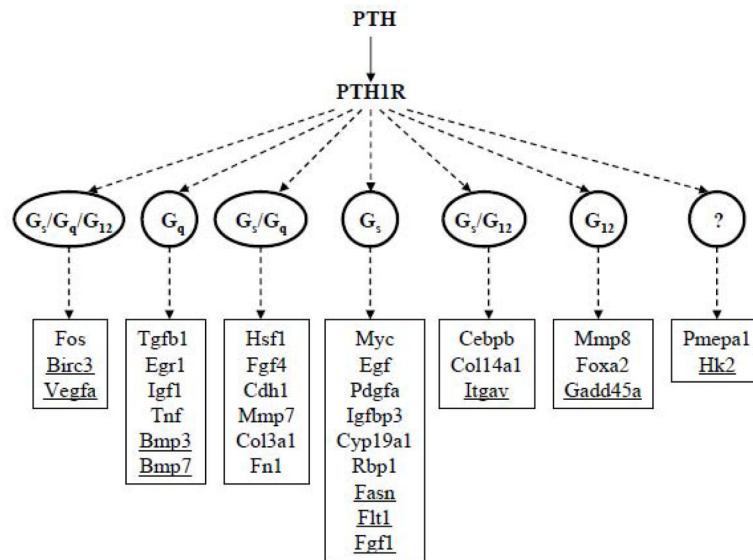 PTH
PTH1R
Gs/Gq/G12
Gq
Gs/Gq
Gs
Gs/G12
G12
?
Fos
Birc3
Vegfa
Tgfb1
Egr1
Igf1
Tnf
Bmp3
Bmp7
Hsf1
Fgf4
Cdh1
Mmp7
Col3a1
Fn1
Myc
Egf
Pdgfa
Igfbp3
Cyp19a1
Rbp1
Fasn
Flt1
Fgf1
Cebpb
Col14a1
Itgav
Mmp8
Foxa2
Gadd45a
Pmepa1
Hk2